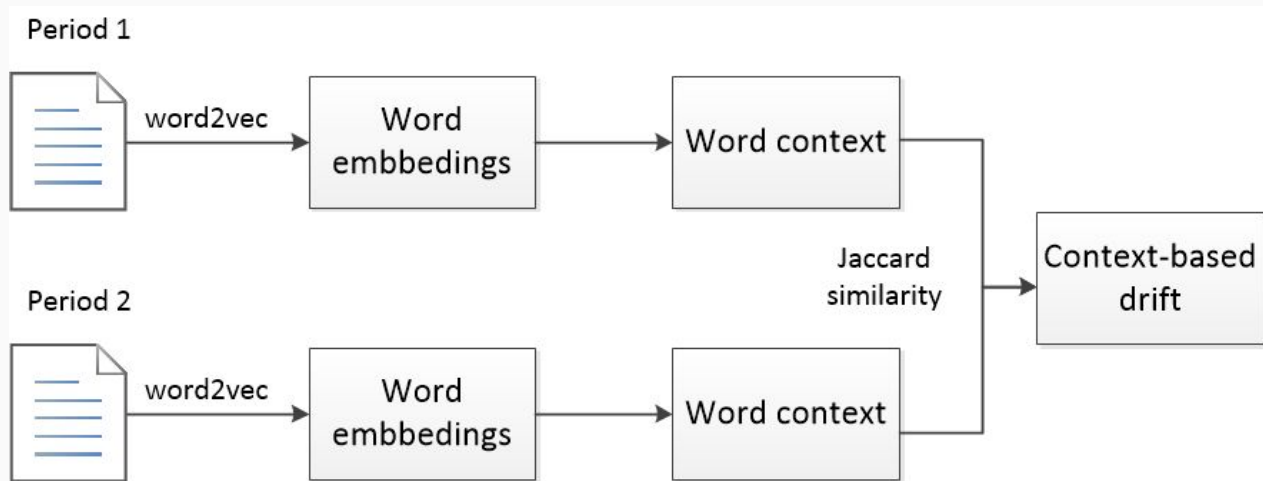 Period 1
word2vec
Word
embbedings
Word context
Jaccard
similarity
Context-based
drift
Period 2
word2vec
Word
embbedings
Word context